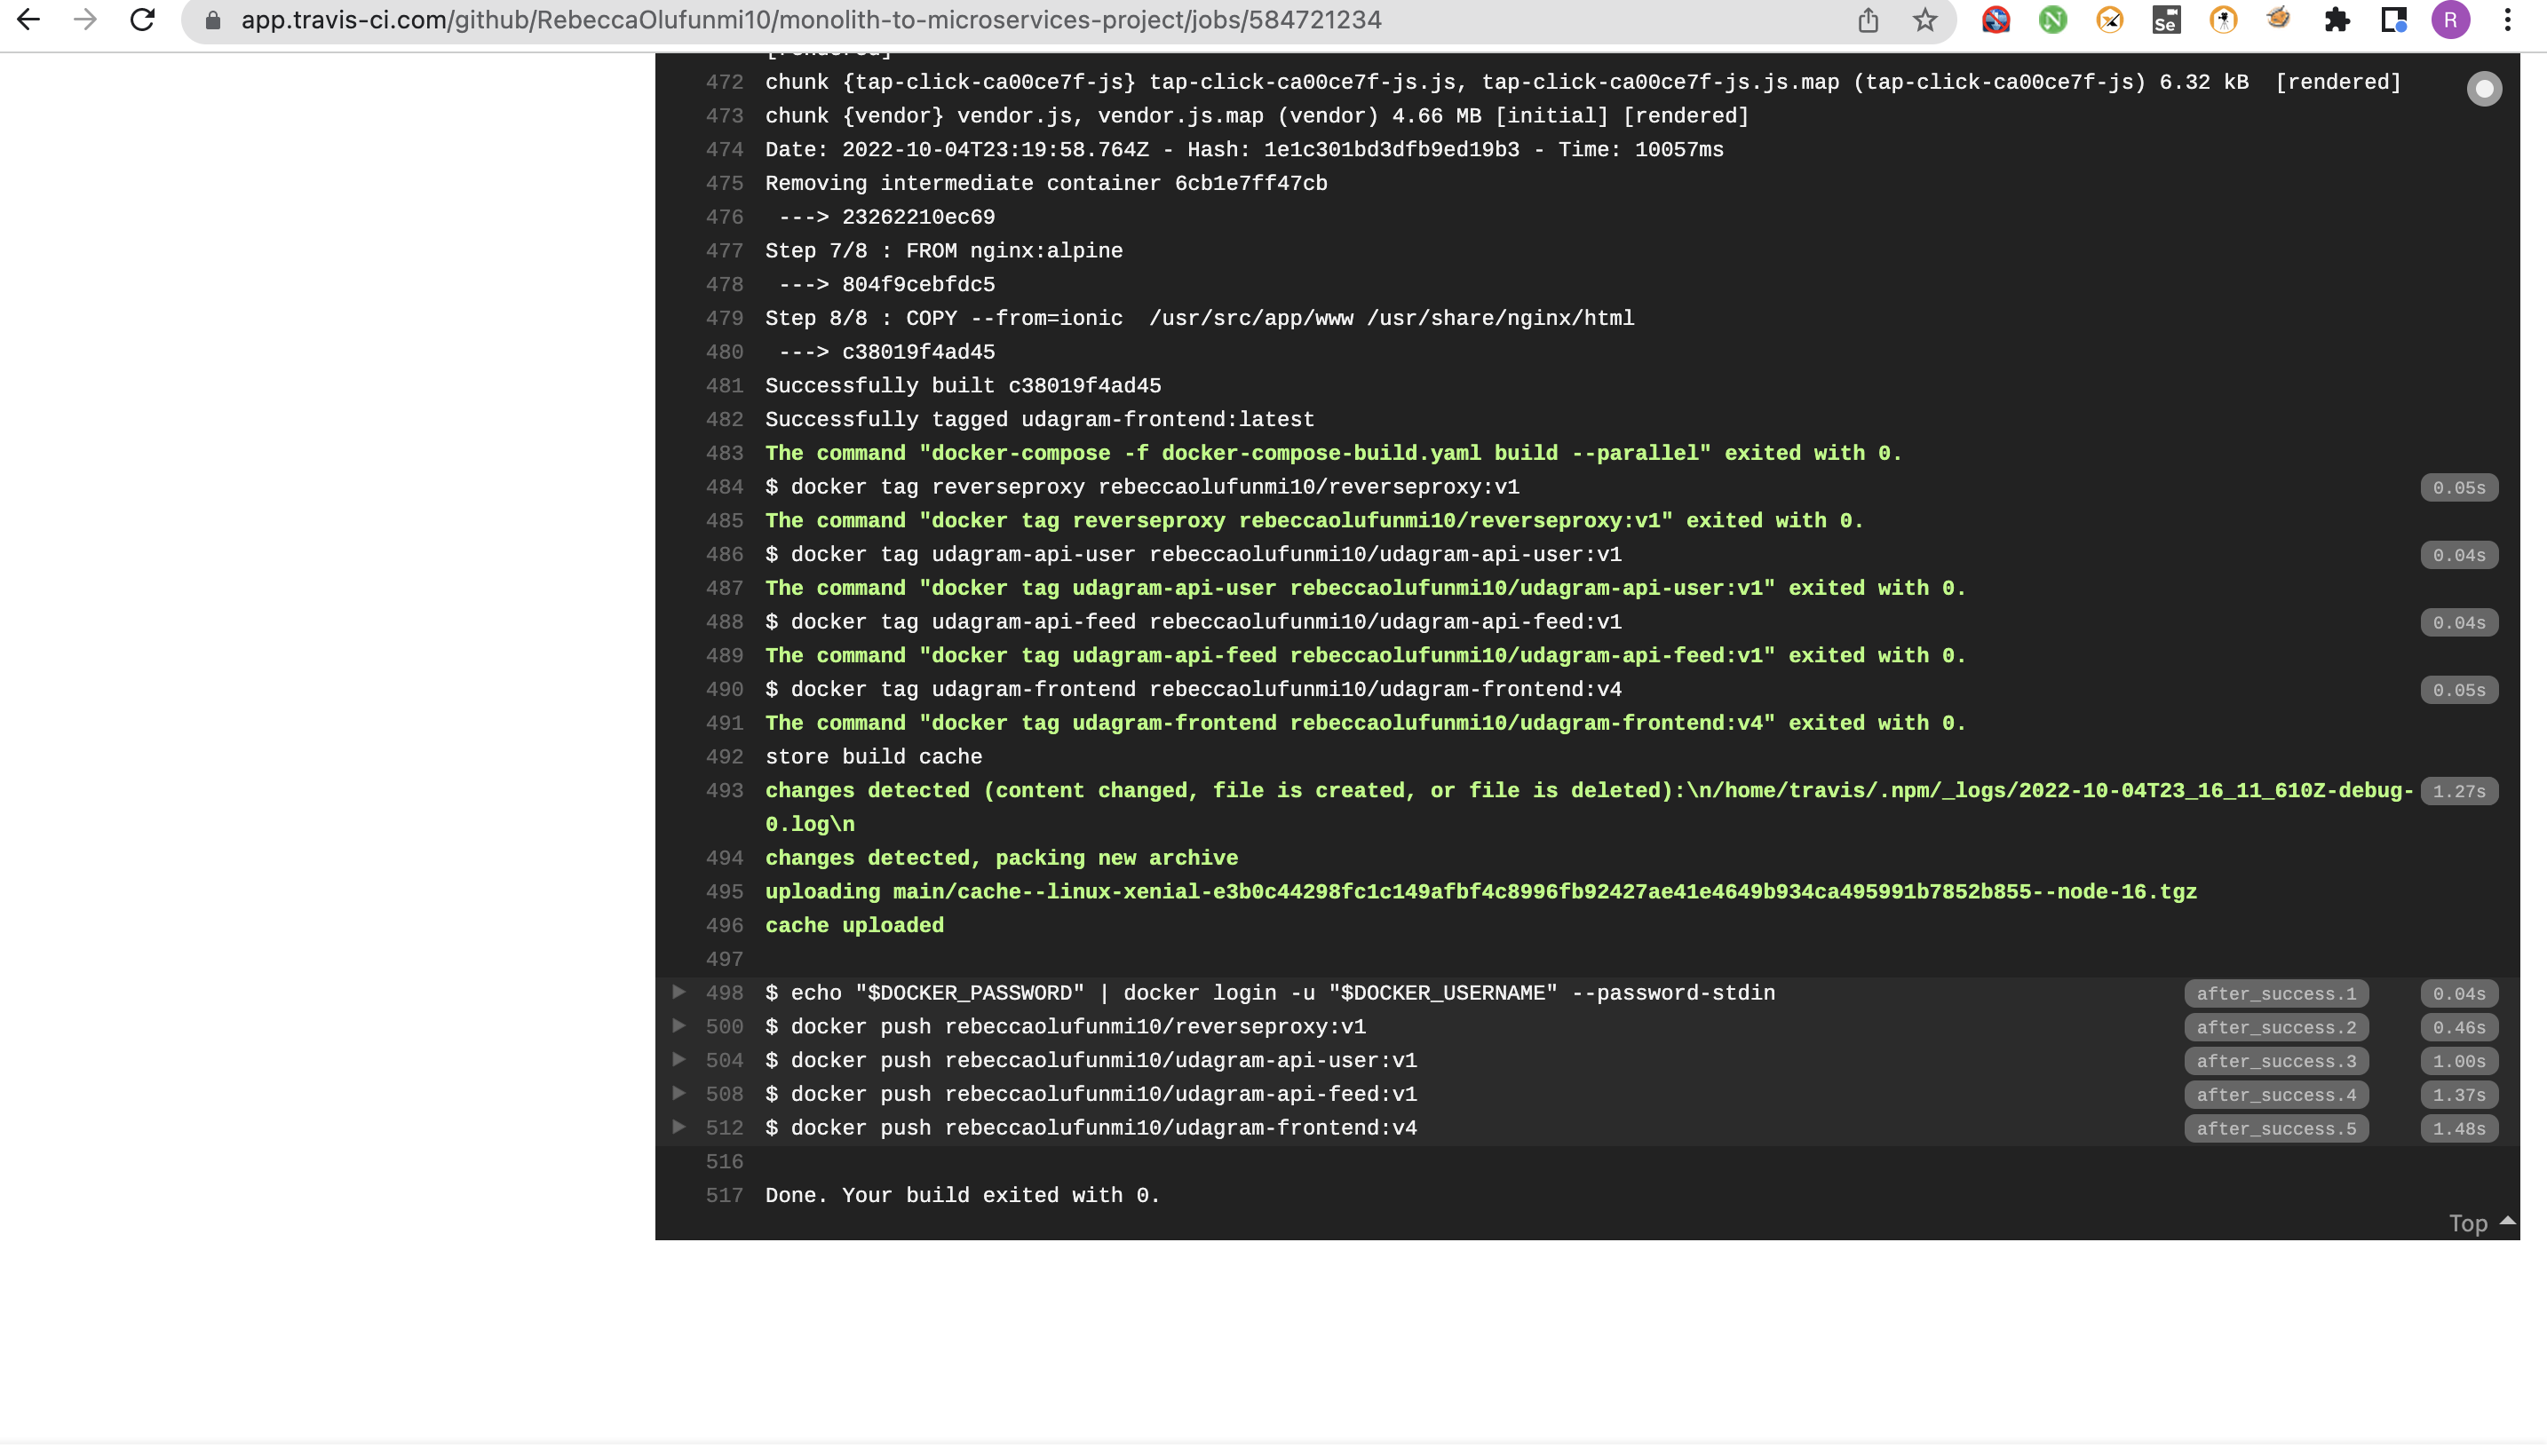 app.travis-ci.com/github/RebeccaOlufunmi10/monolith-to-microservices-project/jobs/584721234
Se
R
[rendered]
472 chunk {tap-click-ca00ce7f-js} tap-click-ca00ce7f-js.js, tap-click-ca00ce7f-js.js.map (tap-click-ca00ce7f-js) 6.32 kB  [rendered]
473 chunk {vendor} vendor.js, vendor.js.map (vendor) 4.66 MB [initial] [rendered]
474 Date: 2022-10-04T23:19:58.764Z - Hash: 1e1c301bd3dfb9ed19b3 - Time: 10057ms
475 Removing intermediate container 6cb1e7ff47cb
476  ---> 23262210ec69
477 Step 7/8 : FROM nginx:alpine
478  ---> 804f9cebfdc5
479 Step 8/8 : COPY --from=ionic  /usr/src/app/www /usr/share/nginx/html
480  ---> c38019f4ad45
481 Successfully built c38019f4ad45
482 Successfully tagged udagram-frontend:latest
483 The command "docker-compose -f docker-compose-build.yaml build --parallel" exited with 0.
484 $ docker tag reverseproxy rebeccaolufunmi10/reverseproxy:v1 0.05s
485 The command "docker tag reverseproxy rebeccaolufunmi10/reverseproxy:v1" exited with 0.
486 $ docker tag udagram-api-user rebeccaolufunmi10/udagram-api-user:v1 0.04s
487 The command "docker tag udagram-api-user rebeccaolufunmi10/udagram-api-user:v1" exited with 0.
488 $ docker tag udagram-api-feed rebeccaolufunmi10/udagram-api-feed:v1 0.04s
489 The command "docker tag udagram-api-feed rebeccaolufunmi10/udagram-api-feed:v1" exited with 0.
490 $ docker tag udagram-frontend rebeccaolufunmi10/udagram-frontend:v4 0.05s
491 The command "docker tag udagram-frontend rebeccaolufunmi10/udagram-frontend:v4" exited with 0.
492 store build cache
493 changes detected (content changed, file is created, or file is deleted):\n/home/travis/.npm/_logs/2022-10-04T23_16_11_610Z-debug- 1.27s
0.log\n
494 changes detected, packing new archive
495 uploading main/cache--linux-xenial-e3b0c44298fc1c149afbf4c8996fb92427ae41e4649b934ca495991b7852b855--node-16.tgz
496 cache uploaded
497
498 $ echo "$DOCKER_PASSWORD" | docker login -u "$DOCKER_USERNAME" --password-stdin after_success.1 0.04s
500 $ docker push rebeccaolufunmi10/reverseproxy:v1 after_success.2 0.46s
504 $ docker push rebeccaolufunmi10/udagram-api-user:v1 after_success.3 1.00s
508 $ docker push rebeccaolufunmi10/udagram-api-feed:v1 after_success.4 1.37s
512 $ docker push rebeccaolufunmi10/udagram-frontend:v4 after_success.5 1.48s
516
517 Done. Your build exited with 0.
Top